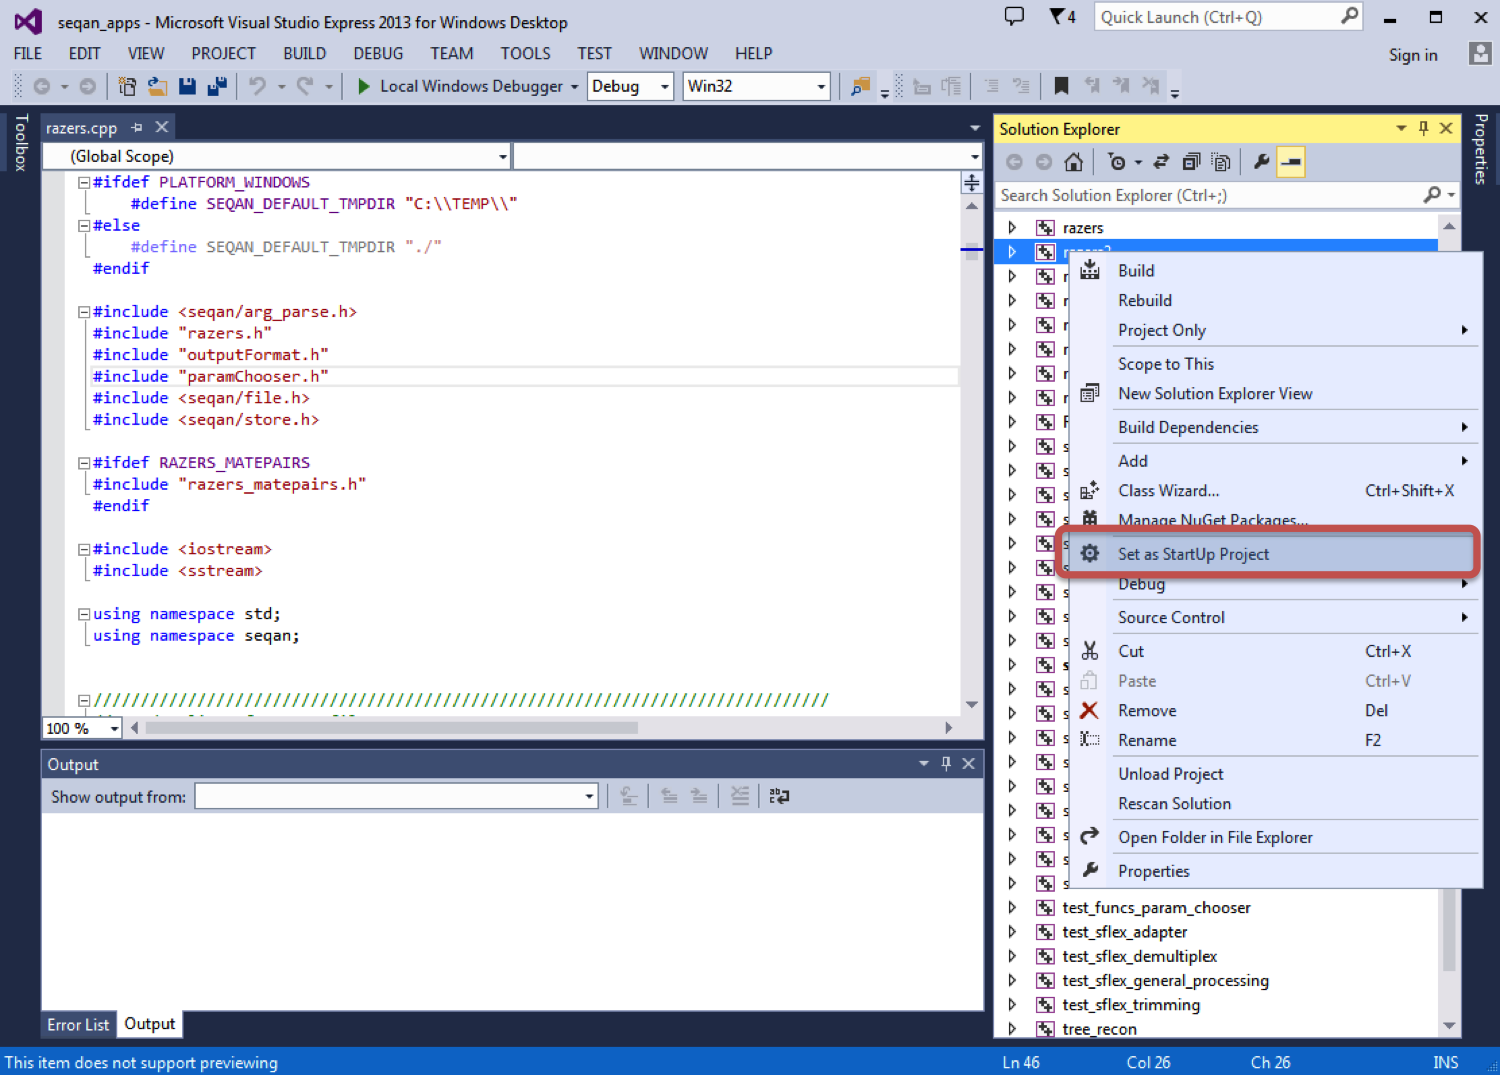 seqan_apps - Microsoft Visual Studio Express 2013 for Windows Desktop
4
Quick Launch (Ctrl+Q)
FILE EDIT VIEW PROJECT BUILD DEBUG TEAM TOOLS TEST WINDOW HELP
Sign in
Local Windows Debugger Debug Win32
Toolbox
razers.cpp
(Global Scope)
#ifdef PLATFORM_WINDOWS
#define SEQAN_DEFAULT_TMPDIR "C:\\TEMP\\"
#else
#define SEQAN_DEFAULT_TMPDIR "./"
#endif
#include <seqan/arg_parse.h>
#include "razers.h"
#include "outputFormat.h"
#include "paramChooser.h"
#include <seqan/file.h>
#include <seqan/store.h>
#ifdef RAZERS_MATEPAIRS
#include "razers_matepairs.h"
#endif
#include <iostream>
#include <sstream>
using namespace std;
using namespace seqan;
//////////////////////////////////////////////////////////////////////////////
100 %
Output
Show output from:
Error List Output
Solution Explorer
Properties
Search Solution Explorer (Ctrl+;)
razers
Build
Rebuild
Project Only
Scope to This
New Solution Explorer View
Build Dependencies
Add
Class Wizard... Ctrl+Shift+X
Manage NuGet Packages...
Set as StartUp Project
Debug
Source Control
Cut Ctrl+X
Paste Ctrl+V
Remove Del
Rename F2
Unload Project
Rescan Solution
Open Folder in File Explorer
Properties
test_funcs_param_chooser
test_sflex_adapter
test_sflex_demultiplex
test_sflex_general_processing
test_sflex_trimming
tree_recon
This item does not support previewing
Ln 46 Col 26 Ch 26 INS